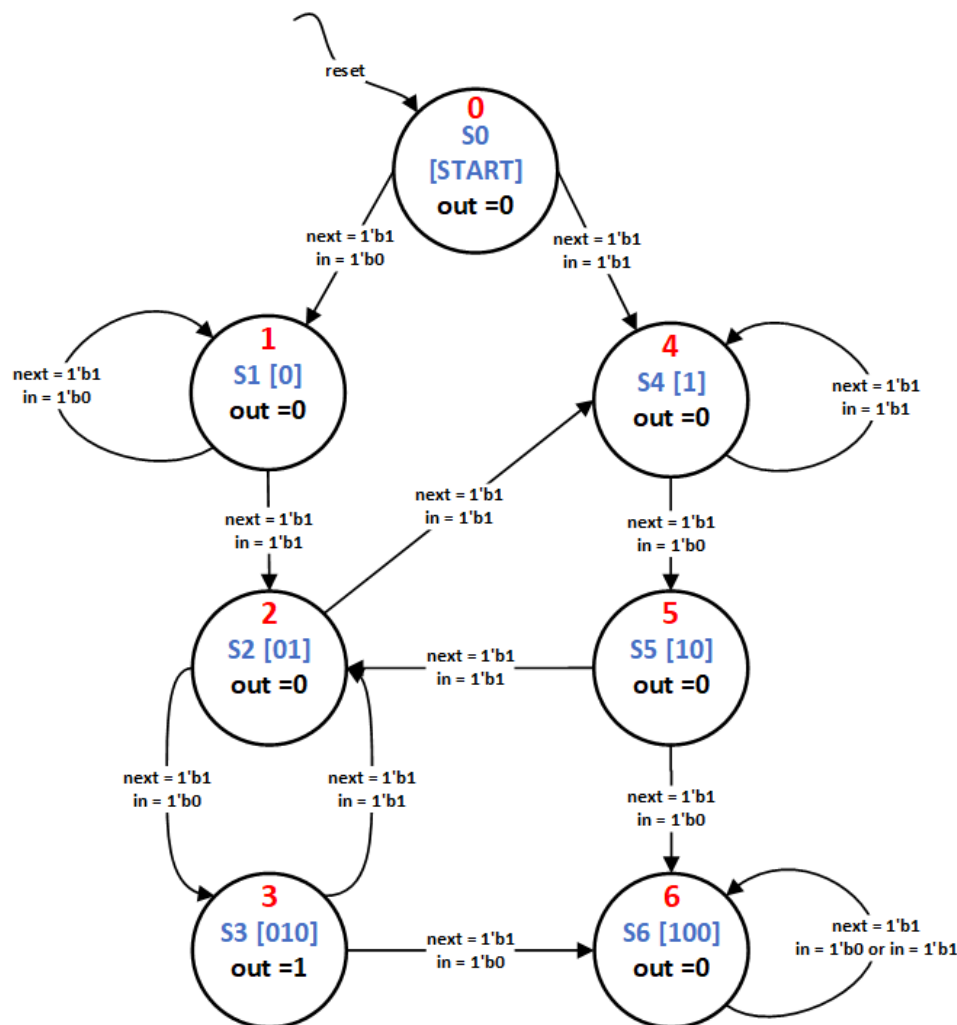 reset
0
S0
[START]
out =0
next = 1'b1
in = 1'b0
next = 1'b1
in = 1'b1
1
S1 [0]
out =0
next = 1'b1
in = 1'b0
4
S4 [1]
out =0
next = 1'b1
in = 1'b1
next = 1'b1
in = 1'b1
next = 1'b1
in = 1'b1
next = 1'b1
in = 1'b0
2
S2 [01]
out =0
next = 1'b1
in = 1'b1
5
S5 [10]
out =0
next = 1'b1
in = 1'b0
next = 1'b1
in = 1'b1
next = 1'b1
in = 1'b0
3
S3 [010]
out =1
next = 1'b1
in = 1'b0
6
S6 [100]
out =0
next = 1'b1
in = 1'b0 or in = 1'b1